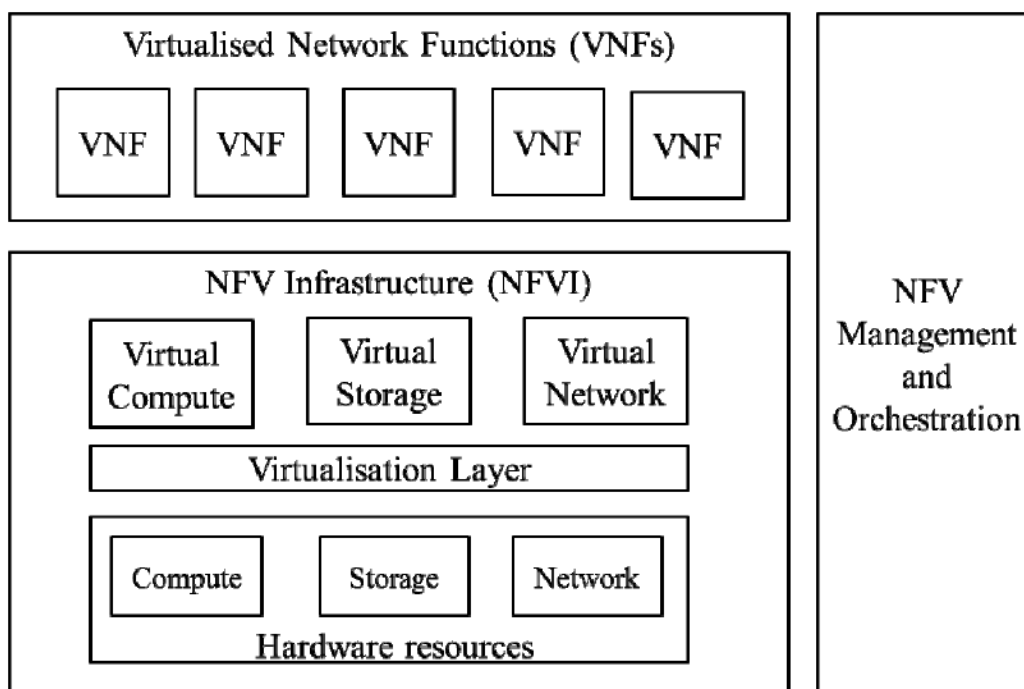 Virtualised Network Functions (VNFs)
VNF VNF VNF VNF VNF
NFV Infrastructure (NFVI)
Virtual
Compute
Virtual
Storage
Virtual
Network
Virtualisation Layer
Compute Storage Network
Hardware resources
NFV
Management
and
Orchestration